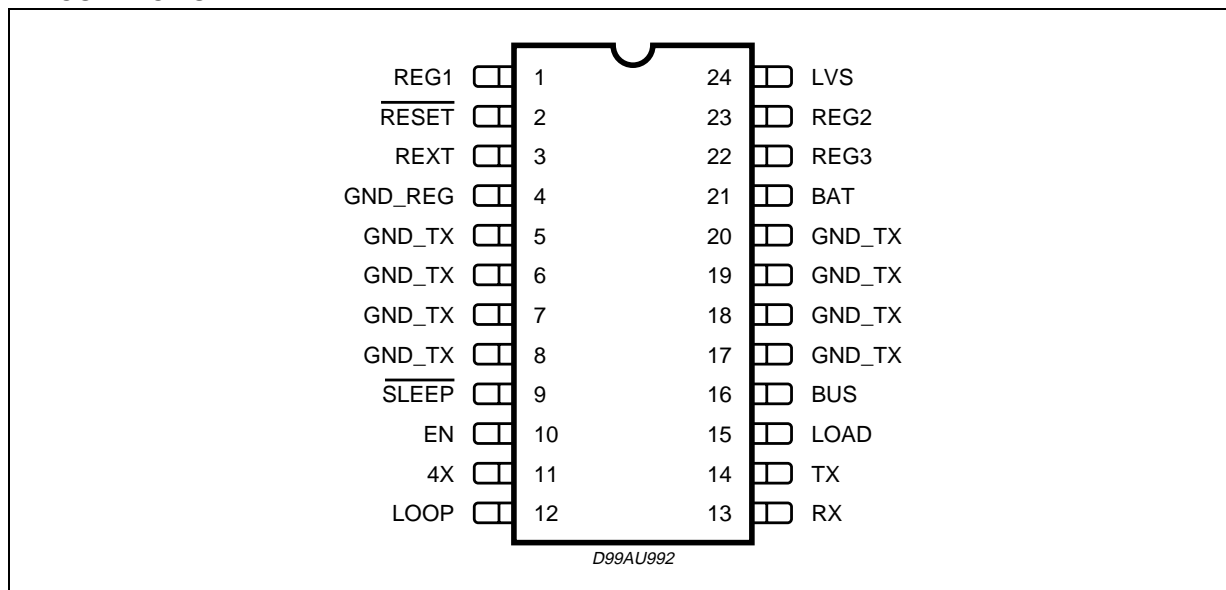 REG1 1 24 LVS
RESET 2 23 REG2
REXT 3 22 REG3
GND_REG 4 21 BAT
GND_TX 5 20 GND_TX
GND_TX 6 19 GND_TX
GND_TX 7 18 GND_TX
GND_TX 8 17 GND_TX
SLEEP 9 16 BUS
EN 10 15 LOAD
4X 11 14 TX
LOOP 12 13 RX
D99AU992